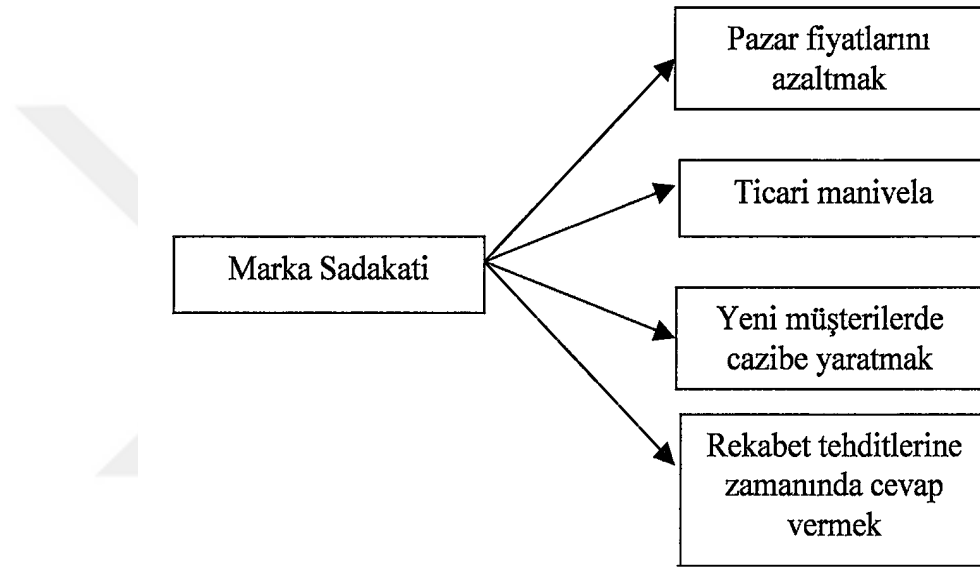 Pazar fiyatlarını
azaltmak
Ticari manivela
Marka Sadakati
Yeni müşterilerde
cazibe yaratmak
Rekabet tehditlerine
zamanında cevap
vermek